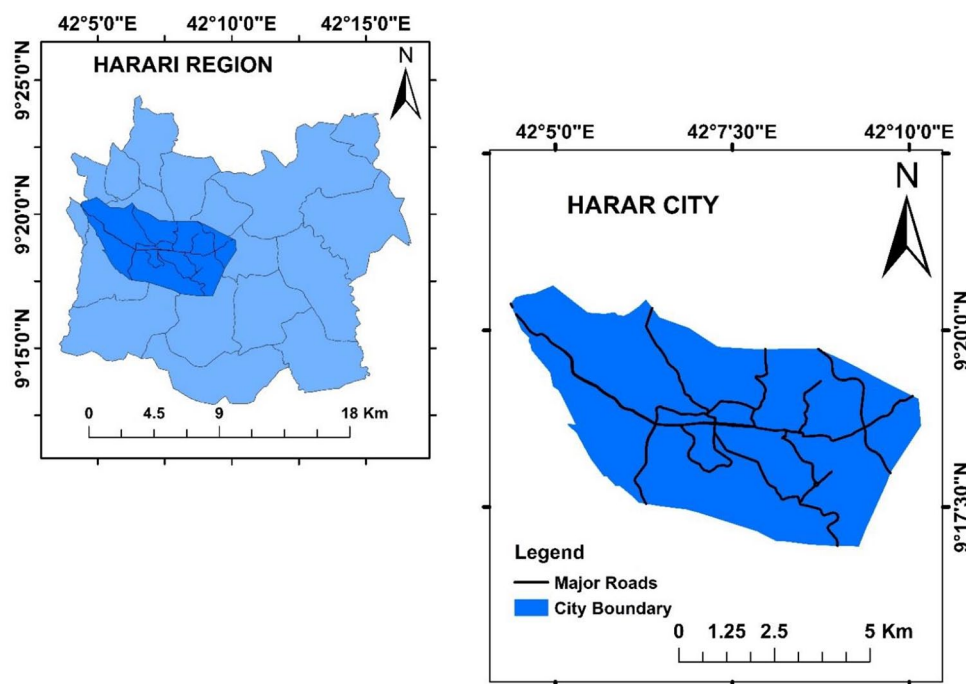 42°5'0"E 42°10'0"E 42°15'0"E
HARARI REGION
N
9°25'0"N
9°20'0"N
9°15'0"N
0 4.5 9 18 Km
42°5'0"E 42°7'30"E 42°10'0"E
HARAR CITY
N
9°20'0"N
9°17'30"N
Legend
Major Roads
City Boundary
0 1.25 2.5 5 Km